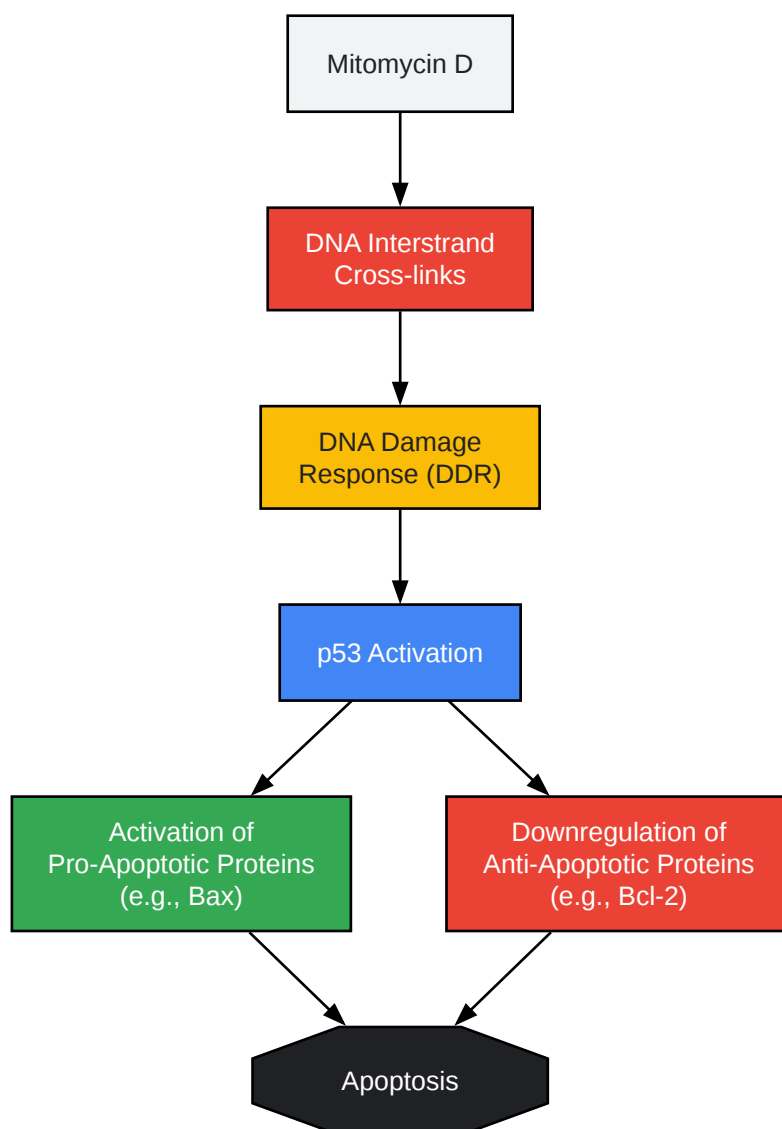 Mitomycin D
DNA Interstrand
Cross-links
DNA Damage
Response (DDR)
p53 Activation
Activation of
Pro-Apoptotic Proteins
(e.g., Bax)
Downregulation of
Anti-Apoptotic Proteins
(e.g., Bcl-2)
Apoptosis